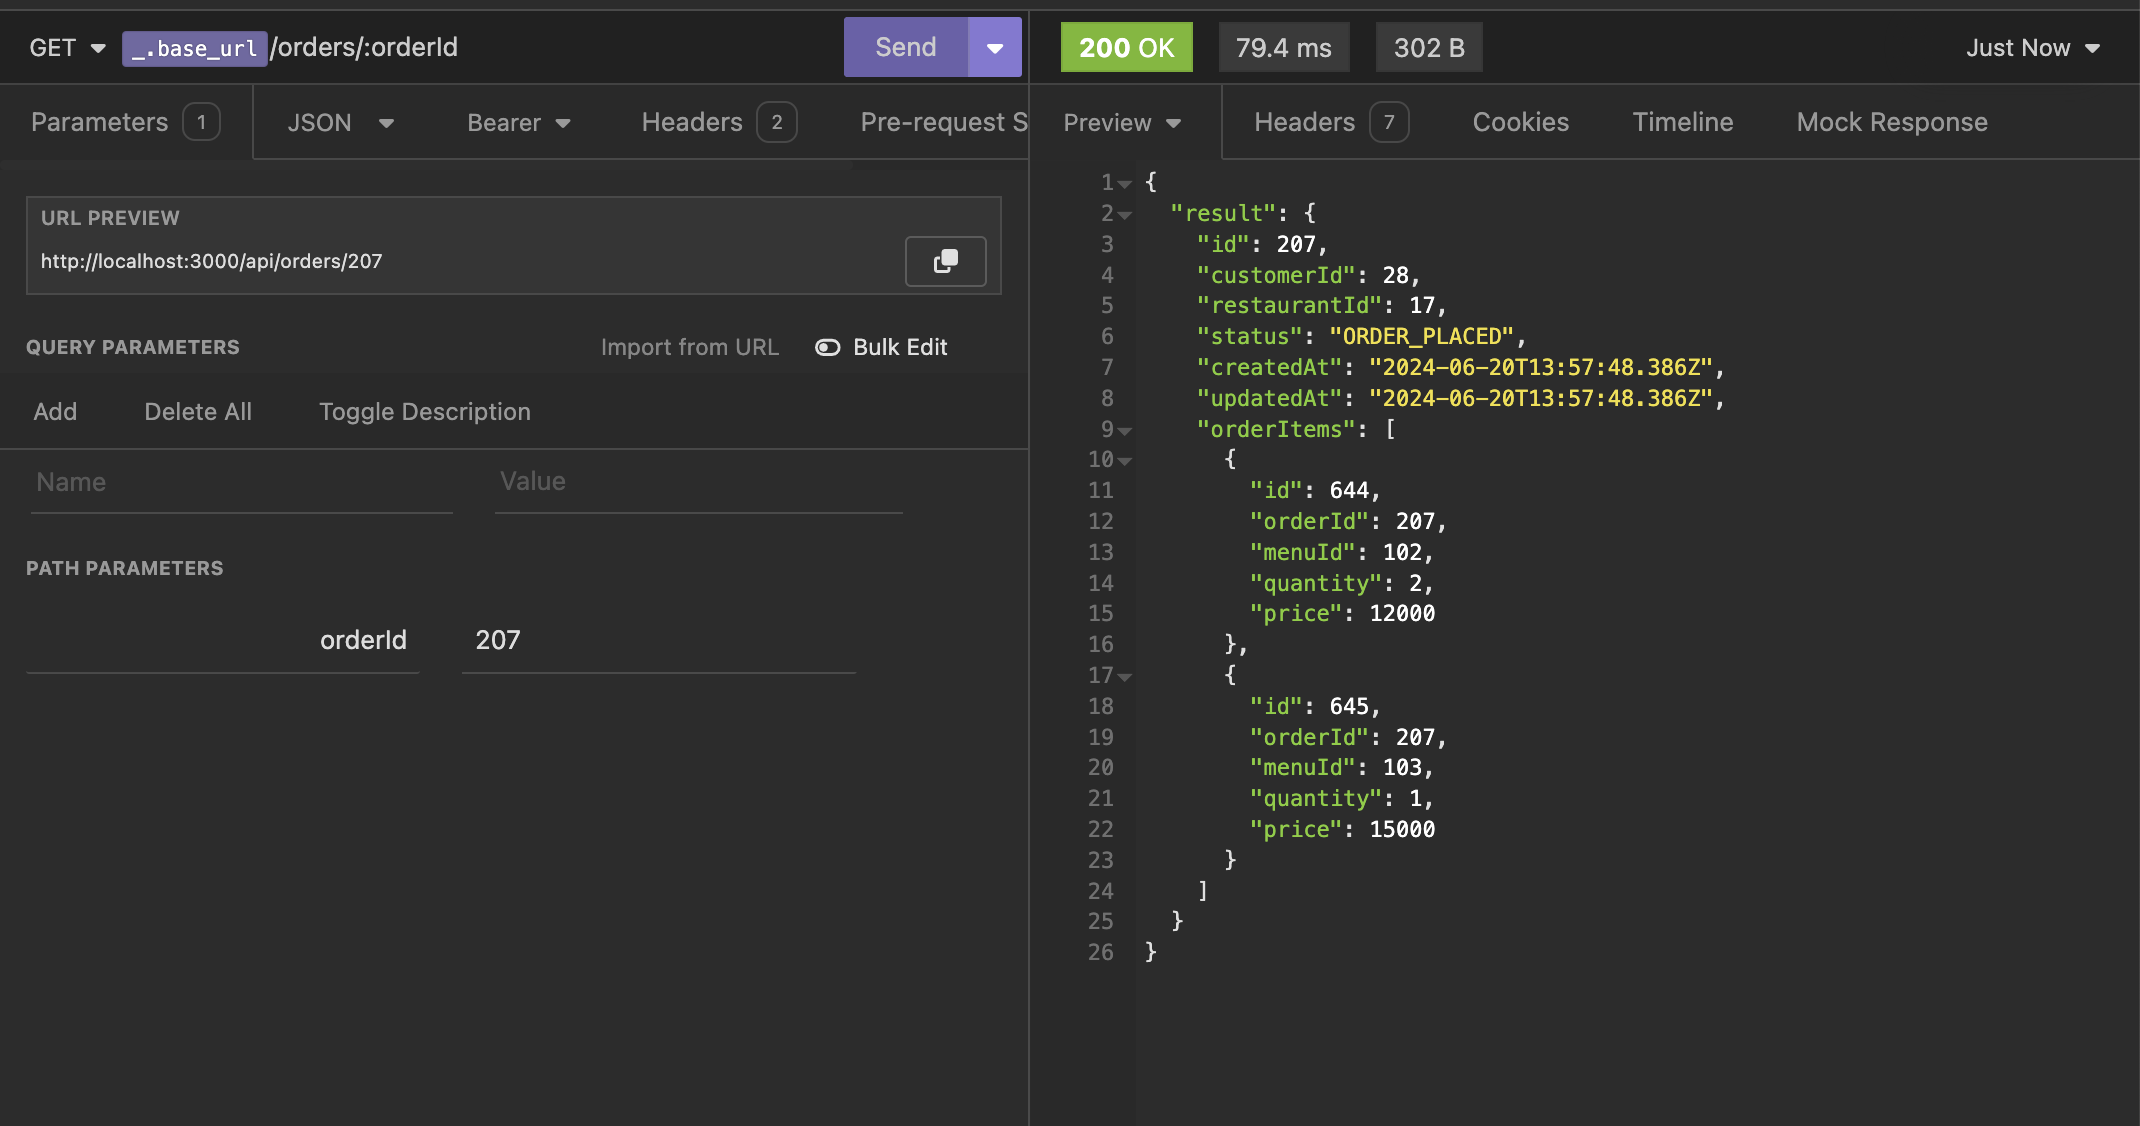 GET _.base_url/orders/:orderId Send
200 OK 79.4 ms 302 B Just Now
Parameters 1 JSON Bearer Headers 2 Pre-request S
Preview Headers 7 Cookies Timeline Mock Response
URL PREVIEW
http://localhost:3000/api/orders/207
QUERY PARAMETERS Import from URL Bulk Edit
Add Delete All Toggle Description
Name Value
PATH PARAMETERS
orderId 207
1 {
2 "result": {
3 "id": 207,
4 "customerId": 28,
5 "restaurantId": 17,
6 "status": "ORDER_PLACED",
7 "createdAt": "2024-06-20T13:57:48.386Z",
8 "updatedAt": "2024-06-20T13:57:48.386Z",
9 "orderItems": [
10 {
11 "id": 644,
12 "orderId": 207,
13 "menuId": 102,
14 "quantity": 2,
15 "price": 12000
16 },
17 {
18 "id": 645,
19 "orderId": 207,
20 "menuId": 103,
21 "quantity": 1,
22 "price": 15000
23 }
24 ]
25 }
26 }